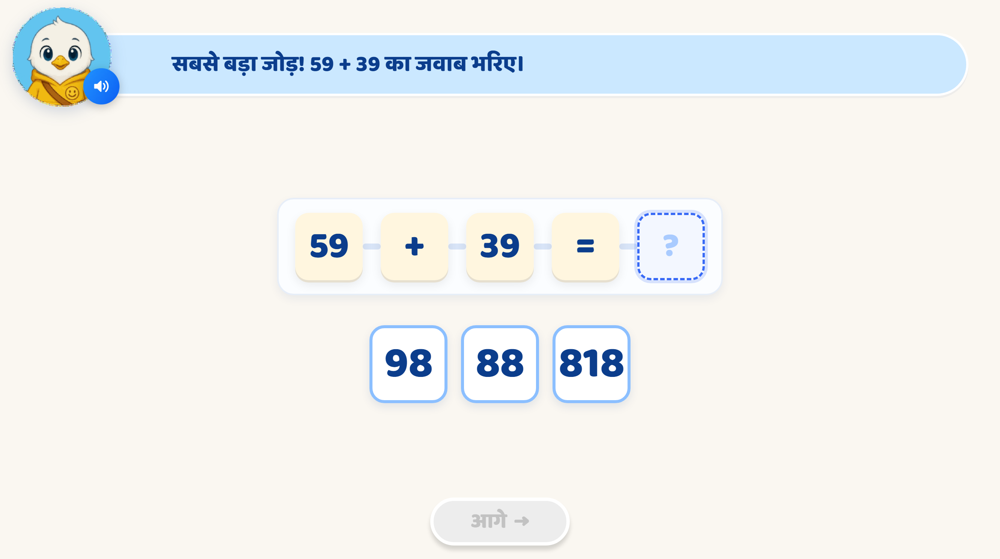 सबसे बड़ा जोड़! 59 + 39 का जवाब भरिए।
59 + 39 = ?
98 88 818
आगे →